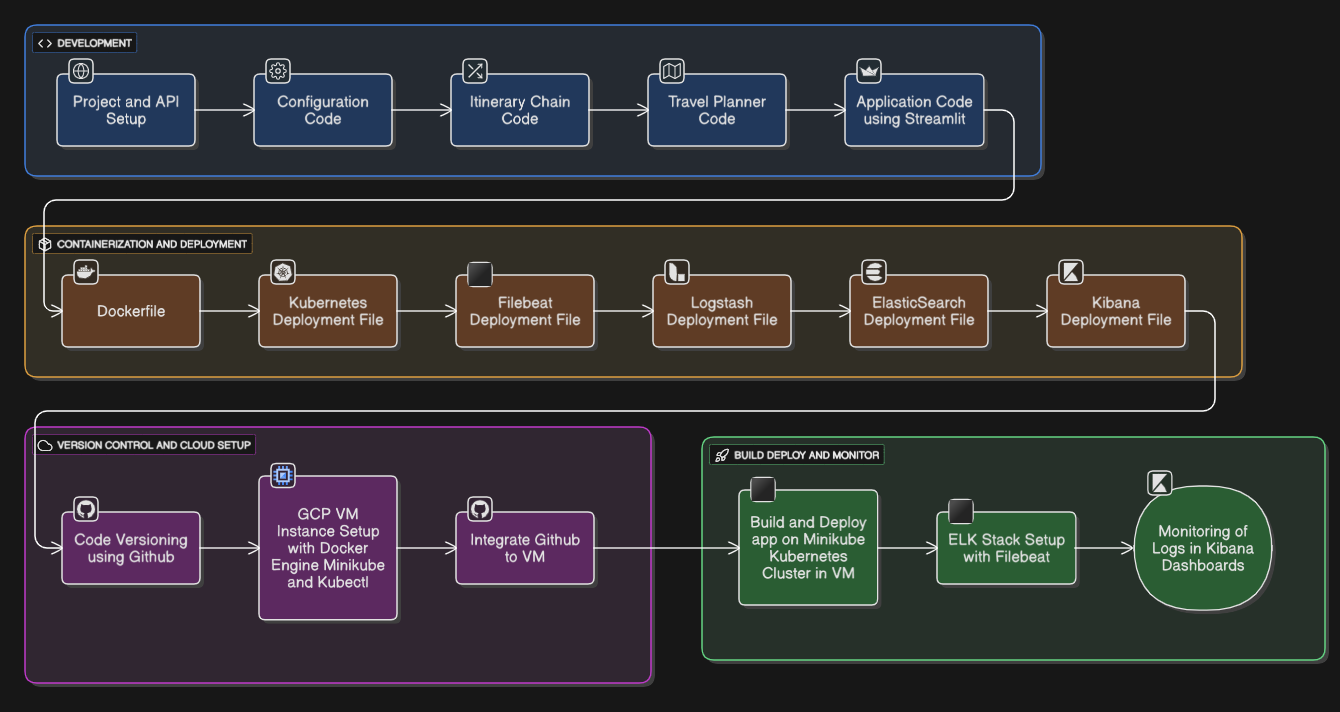 DEVELOPMENT
Project and API
Setup
Configuration
Code
Itinerary Chain
Code
Travel Planner
Code
Application Code
using Streamlit
CONTAINERIZATION AND DEPLOYMENT
Dockerfile
Kubernetes
Deployment File
Filebeat
Deployment File
Logstash
Deployment File
ElasticSearch
Deployment File
Kibana
Deployment File
VERSION CONTROL AND CLOUD SETUP
Code Versioning
using Github
GCP VM
Instance Setup
with Docker
Engine Minikube
and Kubectl
Integrate Github
to VM
BUILD DEPLOY AND MONITOR
Build and Deploy
app on Minikube
Kubernetes
Cluster in VM
ELK Stack Setup
with Filebeat
Monitoring of
Logs in Kibana
Dashboards